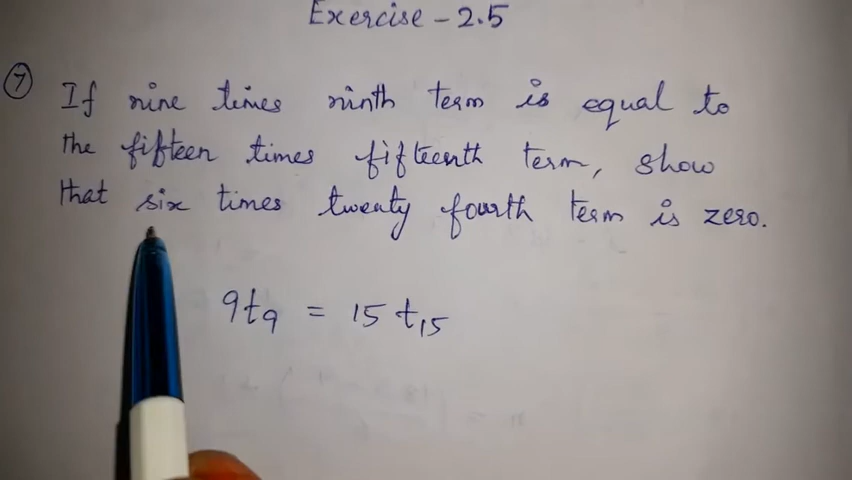 Exercise - 2.5
7 If nine times ninth term is equal to
the fifteen times fifteenth term, show
that six times twenty fourth term is zero.
9t₉ = 15 t₁₅